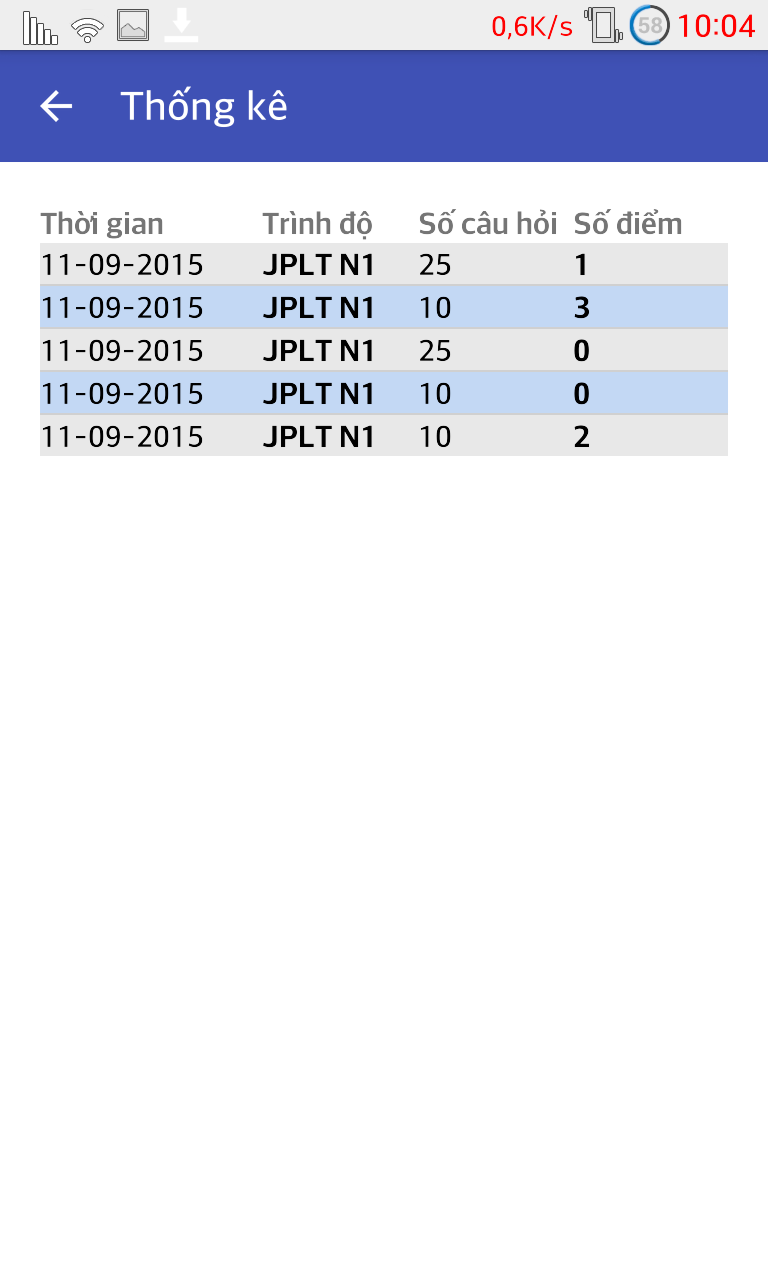 0,6K/s 58 10:04
Thống kê
Thời gian Trình độ Số câu hỏi Số điểm
11-09-2015 JPLT N1 25 1
11-09-2015 JPLT N1 10 3
11-09-2015 JPLT N1 25 0
11-09-2015 JPLT N1 10 0
11-09-2015 JPLT N1 10 2